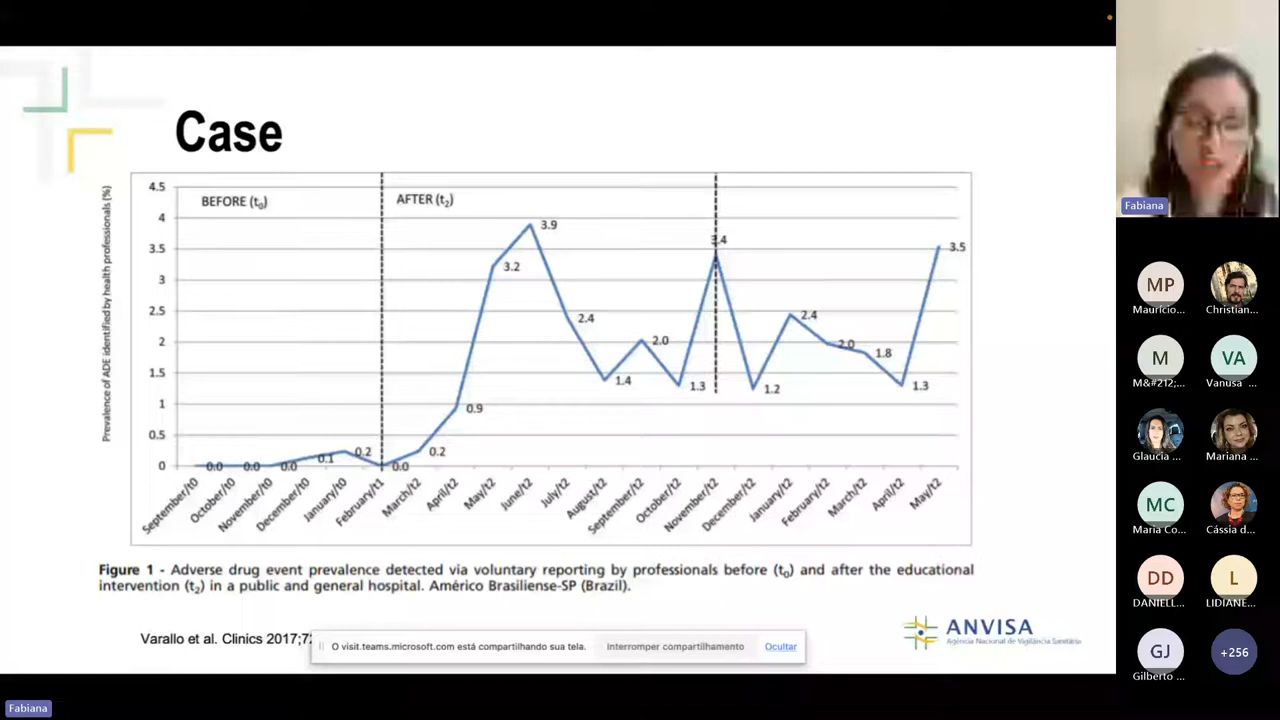 Case
Prevalence of ADE identified by health professionals (%)
4.5
4
3.5
3
2.5
2
1.5
1
0.5
0
BEFORE (t0)
AFTER (t2)
0.0
0.0
0.0
0.1
0.2
0.0
0.2
0.9
3.2
3.9
2.4
1.4
2.0
1.3
3.4
1.2
2.4
2.0
1.8
1.3
3.5
September/t0
October/t0
November/t0
December/t0
January/t0
February/t1
March/t2
April/t2
May/t2
June/t2
July/t2
August/t2
September/t2
October/t2
November/t2
December/t2
January/t2
February/t2
March/t2
April/t2
May/t2
Figure 1 - Adverse drug event prevalence detected via voluntary reporting by professionals before (t0) and after the educational
intervention (t2) in a public and general hospital. Américo Brasiliense-SP (Brazil).
Varallo et al. Clinics 2017;72
O visit.teams.microsoft.com está compartilhando sua tela.
Interromper compartilhamento
Ocultar
ANVISA
Agência Nacional de Vigilância Sanitária
Fabiana
MP
Maurício...
Christian...
M
M&#212;...
VA
Vanusa ...
Glaucia ...
Mariana ...
MC
Maria Co...
Cássia d...
DD
DANIELL...
L
LIDIANE...
GJ
Gilberto ...
+256
Fabiana